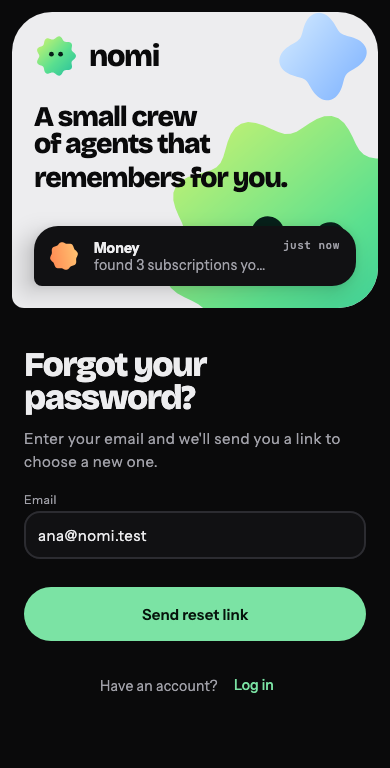 nomi
A small crew
of agents that
remembers for you.
Money
just now
found 3 subscriptions yo…
Forgot your
password?
Enter your email and we'll send you a link to
choose a new one.
Email
ana@nomi.test
Send reset link
Have an account? Log in